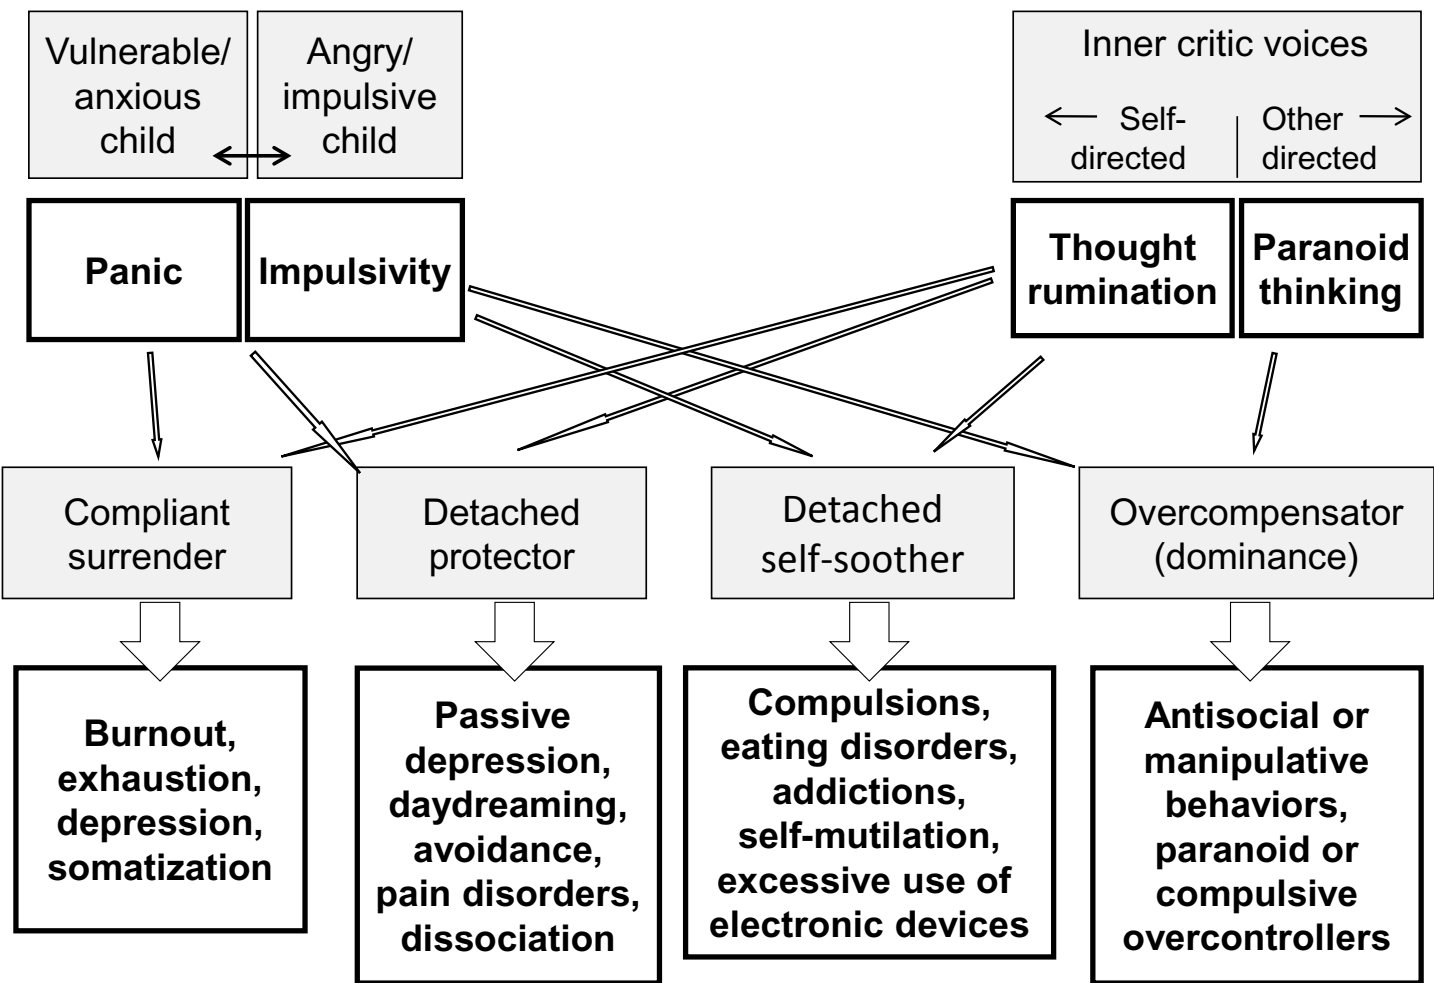 Vulnerable/
anxious
child
Angry/
impulsive
child
Inner critic voices
Self-
directed
Other
directed
Panic
Impulsivity
Thought
rumination
Paranoid
thinking
Compliant
surrender
Detached
protector
Detached
self-soother
Overcompensator
(dominance)
Burnout,
exhaustion,
depression,
somatization
Passive
depression,
daydreaming,
avoidance,
pain disorders,
dissociation
Compulsions,
eating disorders,
addictions,
self-mutilation,
excessive use of
electronic devices
Antisocial or
manipulative
behaviors,
paranoid or
compulsive
overcontrollers